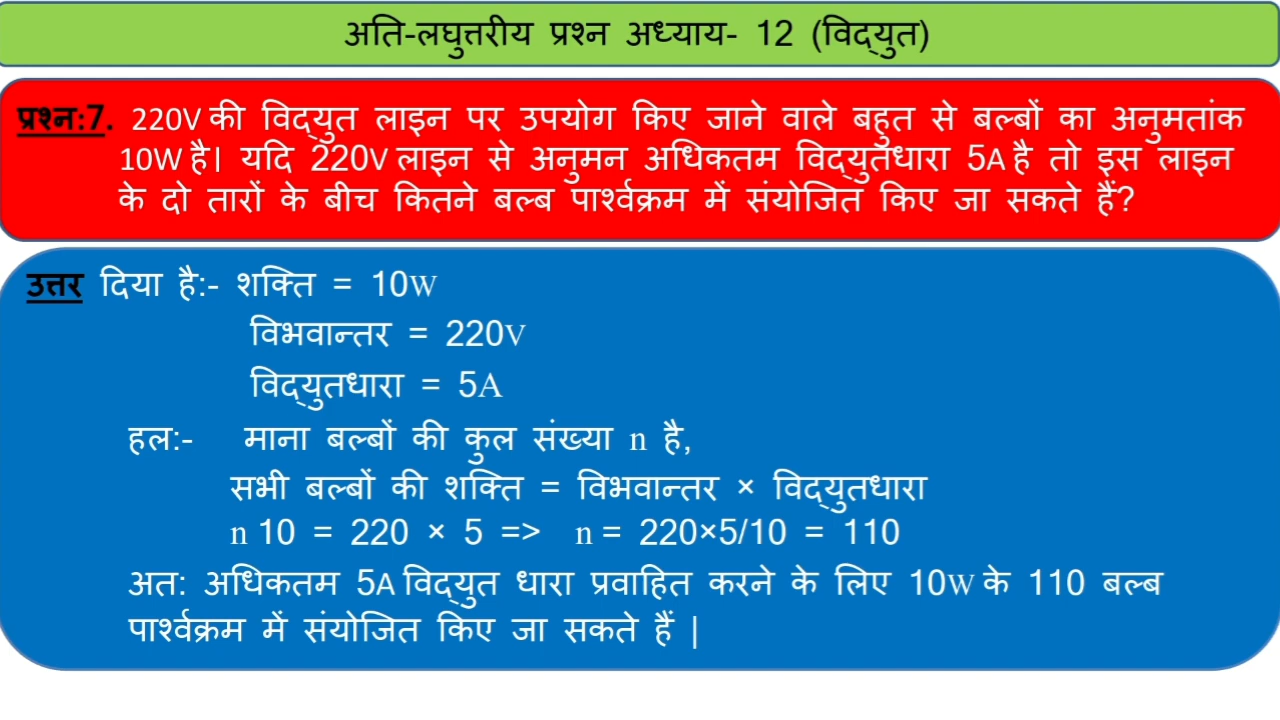 अति-लघुत्तरीय प्रश्न अध्याय- 12 (विद्युत)
प्रश्न:7. 220V की विद्युत लाइन पर उपयोग किए जाने वाले बहुत से बल्बों का अनुमतांक
10W है। यदि 220V लाइन से अनुमन अधिकतम विद्युतधारा 5A है तो इस लाइन
के दो तारों के बीच कितने बल्ब पार्श्वक्रम में संयोजित किए जा सकते हैं?
उत्तर दिया है:- शक्ति = 10W
विभवान्तर = 220V
विद्युतधारा = 5A
हल:- माना बल्बों की कुल संख्या n है,
सभी बल्बों की शक्ति = विभवान्तर × विद्युतधारा
n 10 = 220 × 5 => n = 220×5/10 = 110
अत: अधिकतम 5A विद्युत धारा प्रवाहित करने के लिए 10W के 110 बल्ब
पार्श्वक्रम में संयोजित किए जा सकते हैं |